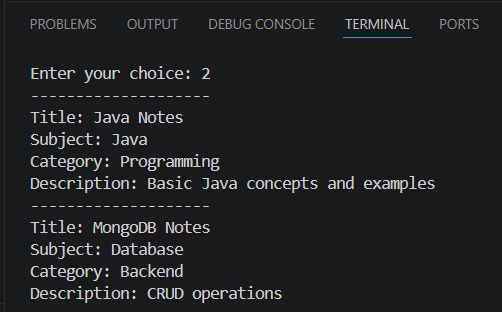 PROBLEMS OUTPUT DEBUG CONSOLE TERMINAL PORTS
Enter your choice: 2
--------------------
Title: Java Notes
Subject: Java
Category: Programming
Description: Basic Java concepts and examples
--------------------
Title: MongoDB Notes
Subject: Database
Category: Backend
Description: CRUD operations